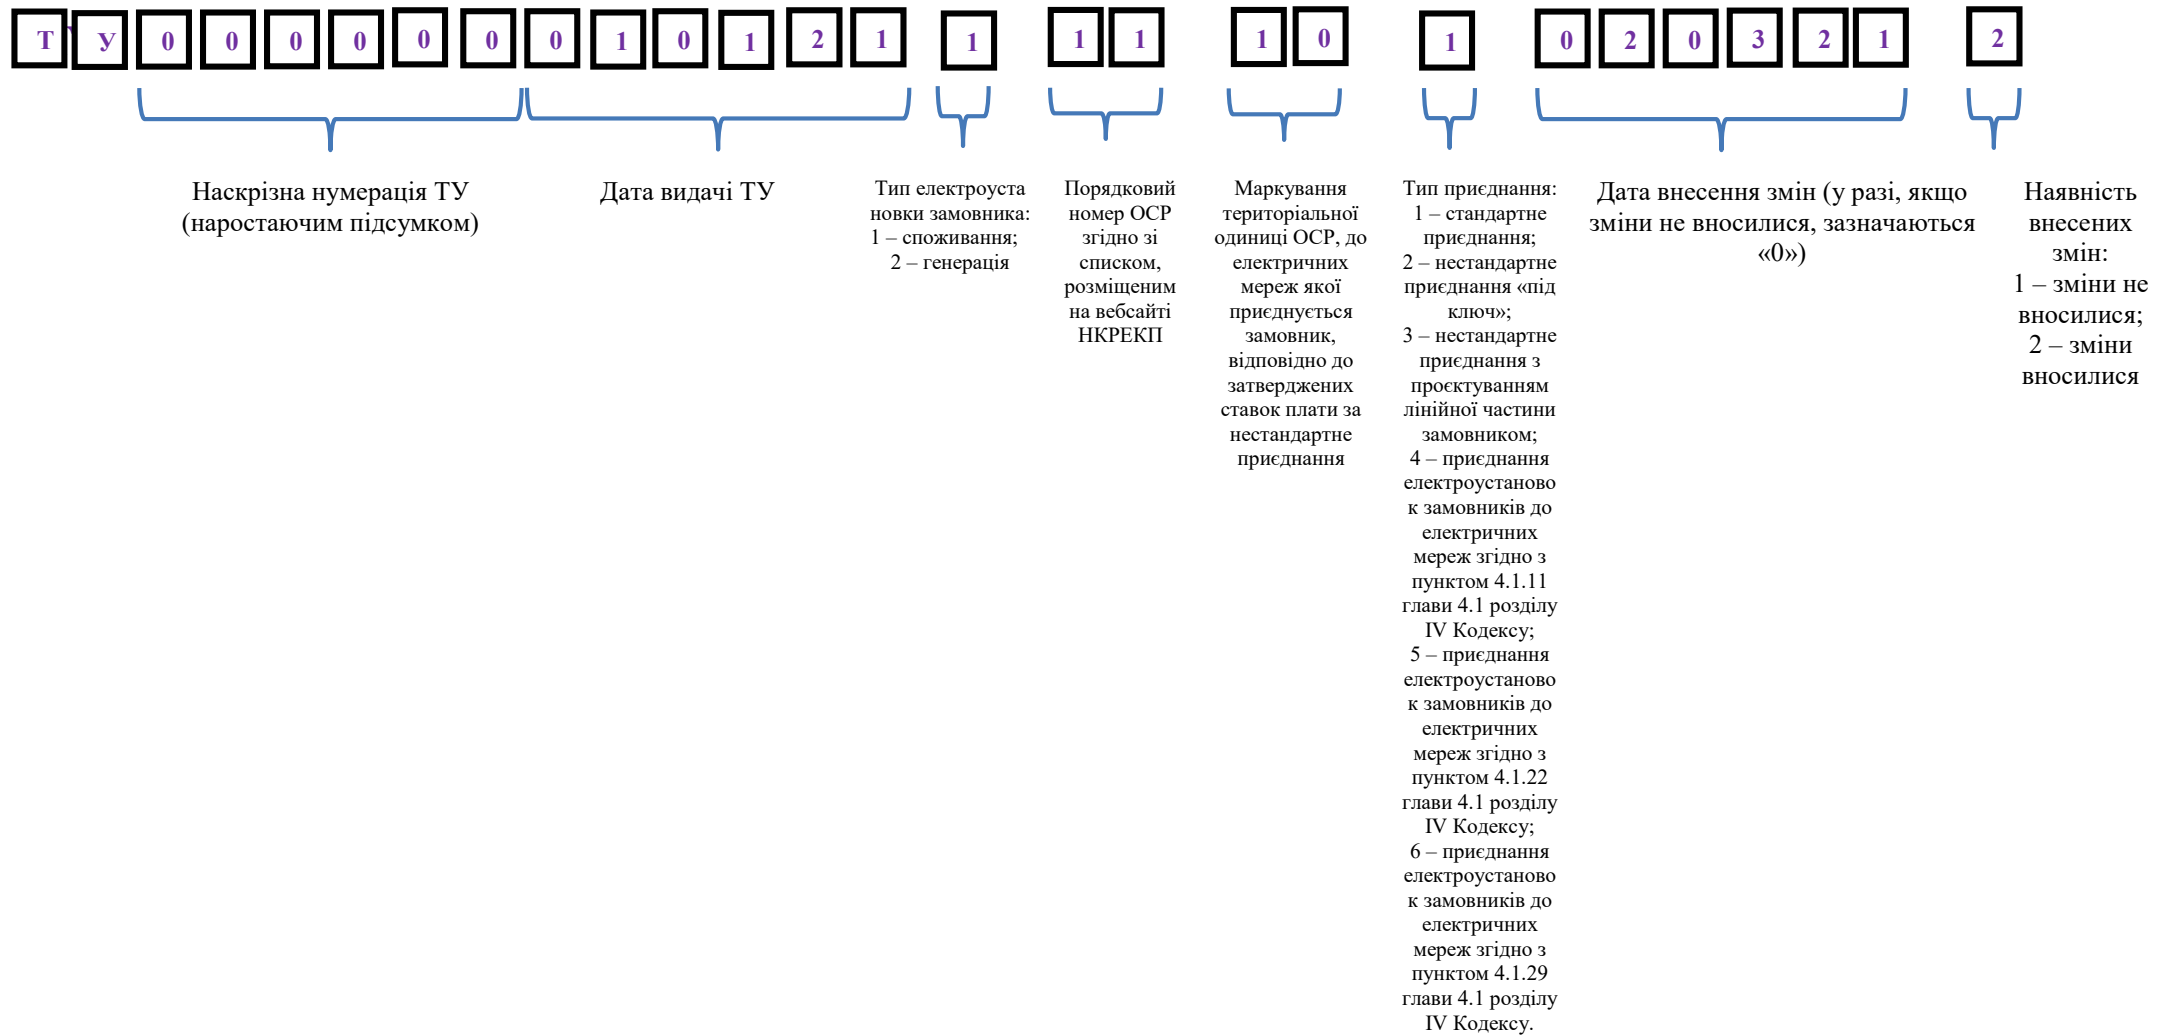 Т У 0 0 0 0 0 0 0 1 0 1 2 1 1 1 1 1 0 1 0 2 0 3 2 1 2
Наскрізна нумерація ТУ
(наростаючим підсумком)
Дата видачі ТУ
Тип електроуста
новки замовника:
1 – споживання;
2 – генерація
Порядковий
номер ОСР
згідно зі
списком,
розміщеним
на вебсайті
НКРЕКП
Маркування
територіальної
одиниці ОСР, до
електричних
мереж якої
приєднується
замовник,
відповідно до
затверджених
ставок плати за
нестандартне
приєднання
Тип приєднання:
1 – стандартне
приєднання;
2 – нестандартне
приєднання «під
ключ»;
3 – нестандартне
приєднання з
проєктуванням
лінійної частини
замовником;
4 – приєднання
електроустаново
к замовників до
електричних
мереж згідно з
пунктом 4.1.11
глави 4.1 розділу
IV Кодексу;
5 – приєднання
електроустаново
к замовників до
електричних
мереж згідно з
пунктом 4.1.22
глави 4.1 розділу
IV Кодексу;
6 – приєднання
електроустаново
к замовників до
електричних
мереж згідно з
пунктом 4.1.29
глави 4.1 розділу
IV Кодексу.
Дата внесення змін (у разі, якщо
зміни не вносилися, зазначаються
«0»)
Наявність
внесених
змін:
1 – зміни не
вносилися;
2 – зміни
вносилися